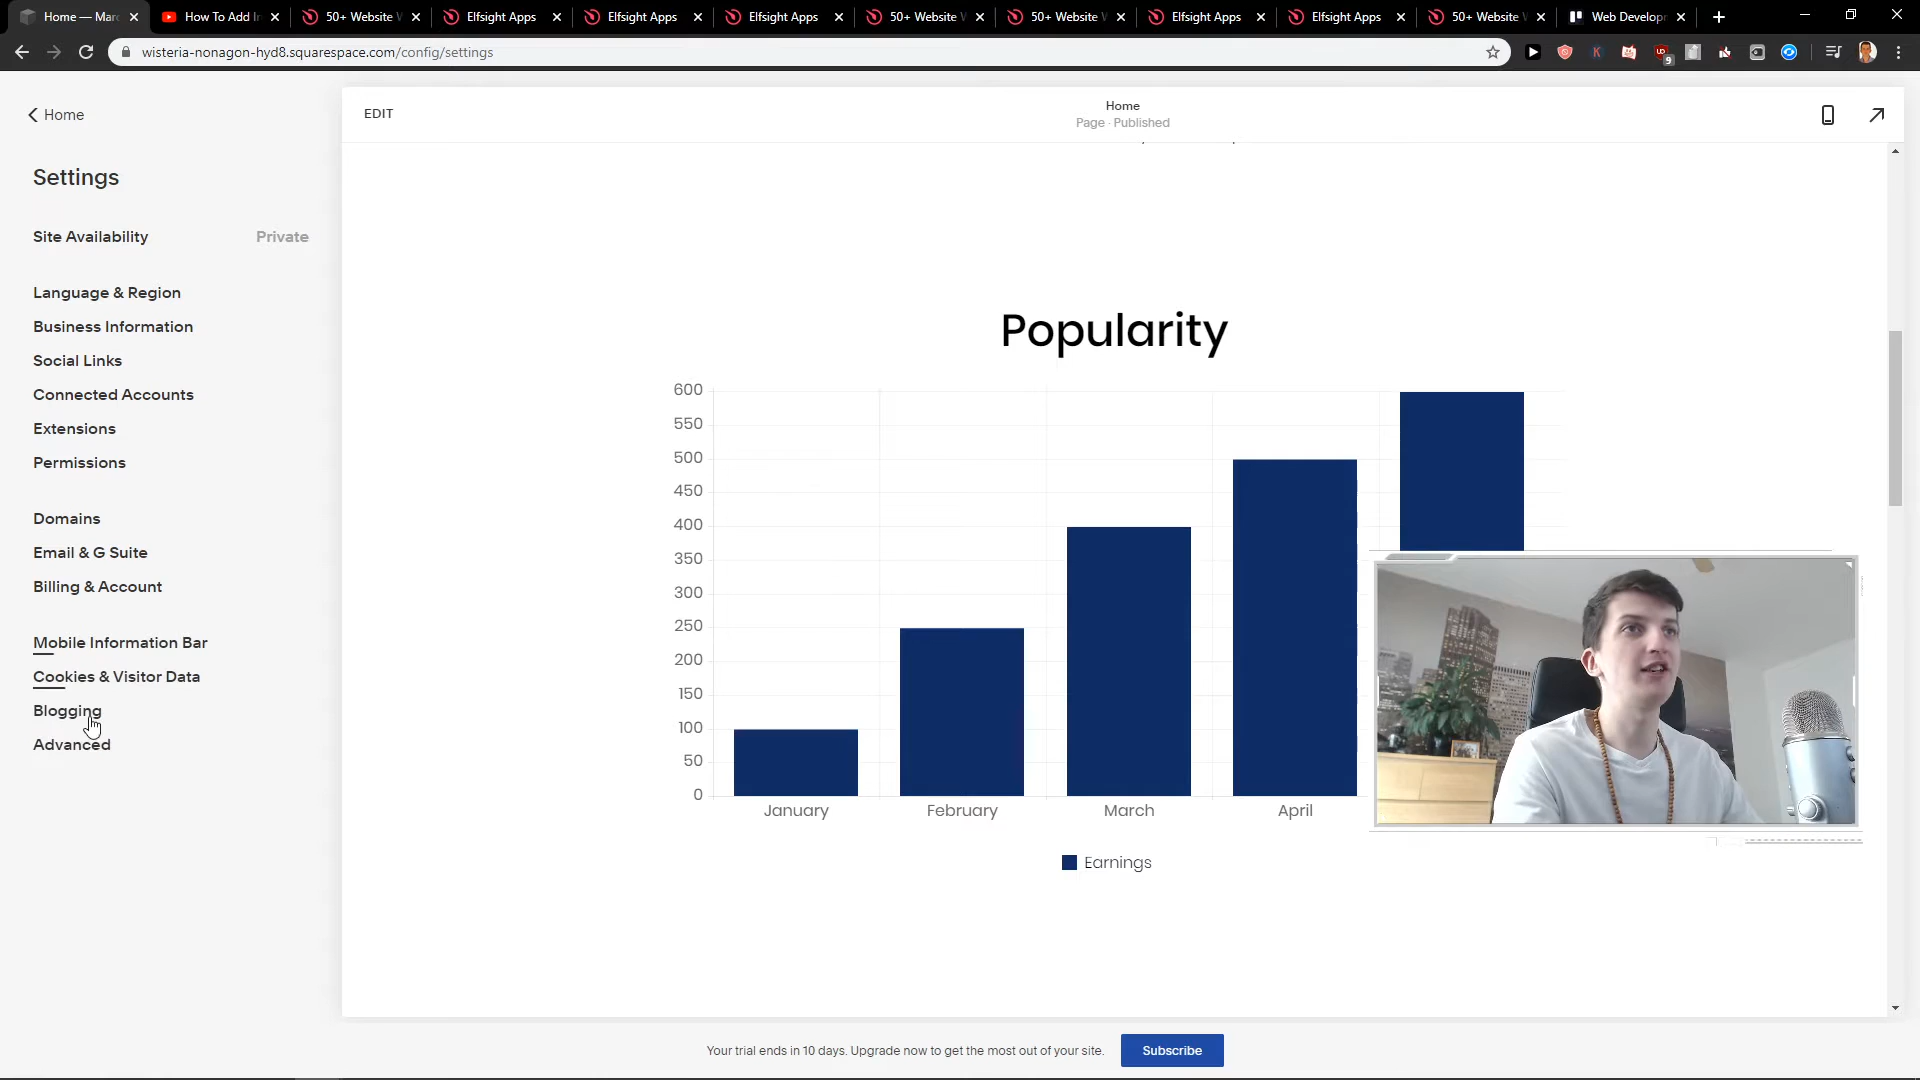 Home — Marc
How To Add In
50+ Website W
Elfsight Apps
Elfsight Apps
Elfsight Apps
50+ Website W
50+ Website W
Elfsight Apps
Elfsight Apps
50+ Website W
Web Developm
wisteria-nonagon-hyd8.squarespace.com/config/settings
9
Home
Settings
Site Availability
Private
Language & Region
Business Information
Social Links
Connected Accounts
Extensions
Permissions
Domains
Email & G Suite
Billing & Account
Mobile Information Bar
Cookies & Visitor Data
Blogging
Advanced
EDIT
Home
Page · Published
Popularity
600
550
500
450
400
350
300
250
200
150
100
50
0
January
February
March
April
Earnings
Your trial ends in 10 days. Upgrade now to get the most out of your site.
Subscribe